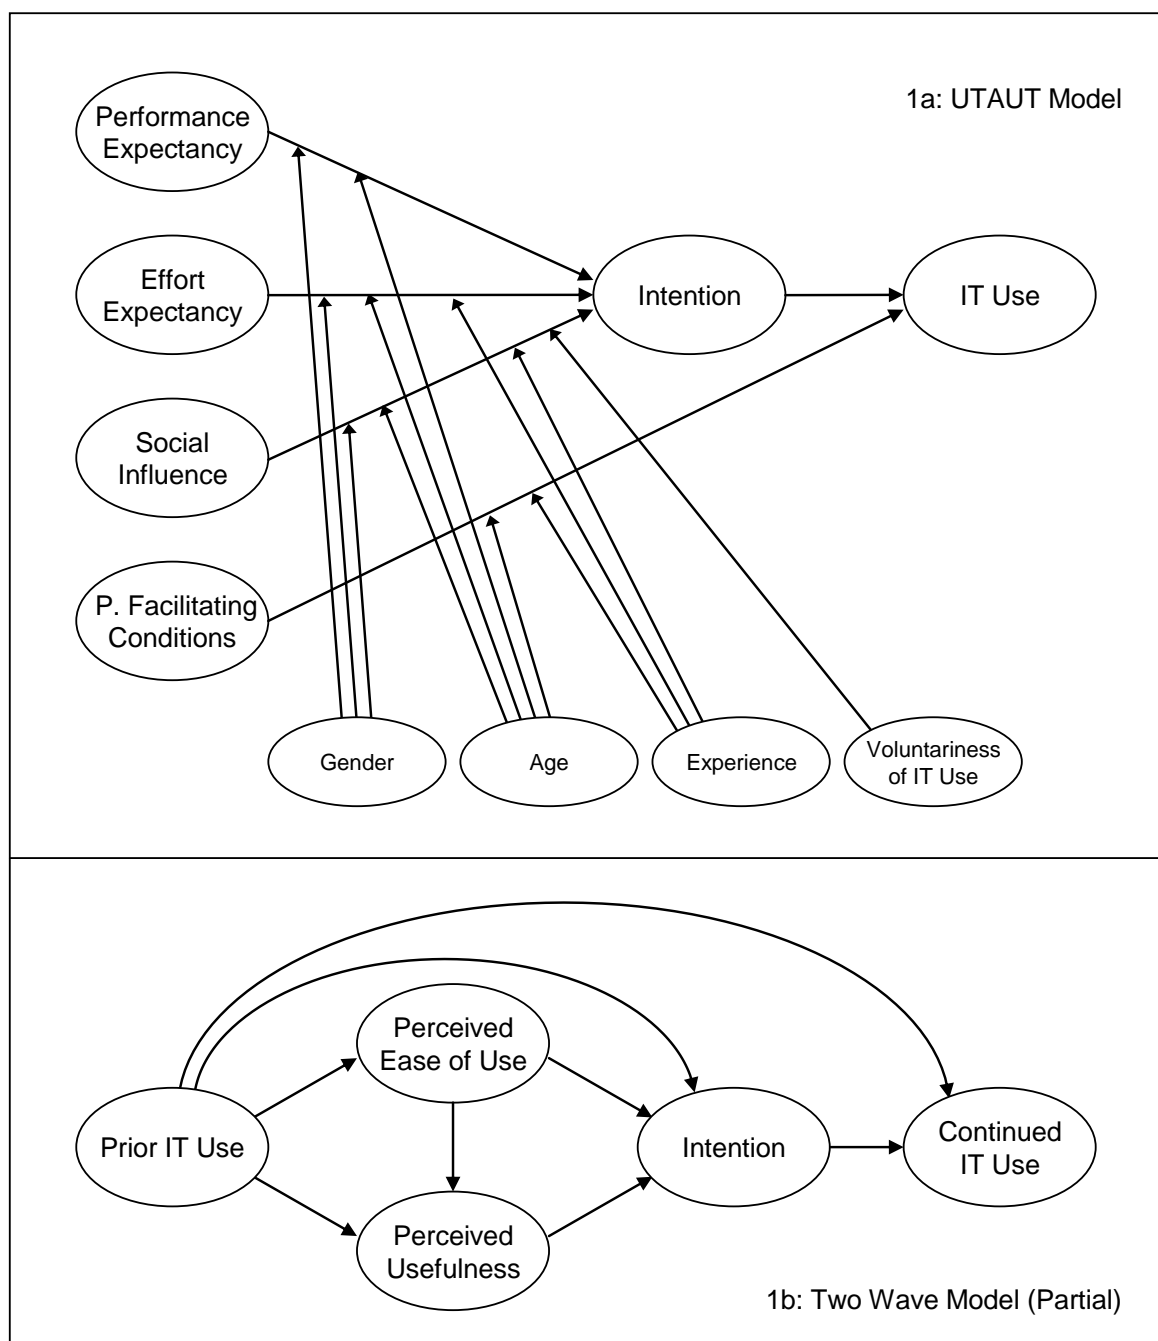 1a: UTAUT Model
Performance
Expectancy
Effort
Expectancy
Intention
IT Use
Social
Influence
P. Facilitating
Conditions
Gender
Age
Experience
Voluntariness
of IT Use
Perceived
Ease of Use
Prior IT Use
Intention
Continued
IT Use
Perceived
Usefulness
1b: Two Wave Model (Partial)